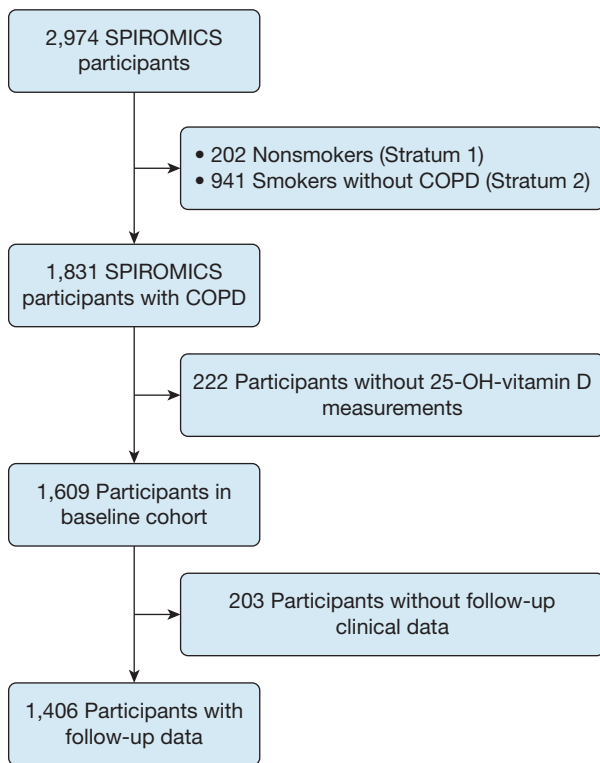 2,974 SPIROMICS
participants
• 202 Nonsmokers (Stratum 1)
• 941 Smokers without COPD (Stratum 2)
1,831 SPIROMICS
participants with COPD
222 Participants without 25-OH-vitamin D
measurements
1,609 Participants in
baseline cohort
203 Participants without follow-up
clinical data
1,406 Participants with
follow-up data